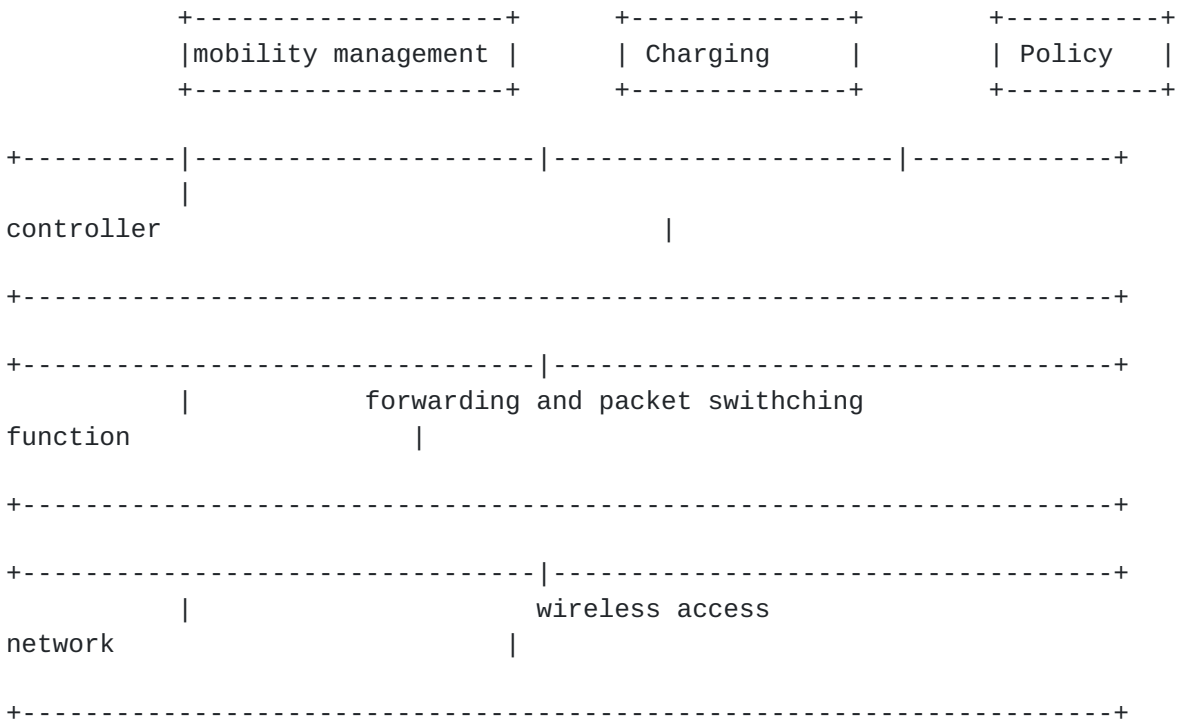 +--------------------+ +--------------+ +----------+
|mobility management | | Charging | | Policy |
+--------------------+ +--------------+ +----------+
+----------|----------------------|----------------------|-------------+
|
controller |
+----------------------------------------------------------------------+
+---------------------------------|------------------------------------+
| forwarding and packet swithching
function |
+----------------------------------------------------------------------+
+---------------------------------|------------------------------------+
| wireless access
network |
+----------------------------------------------------------------------+